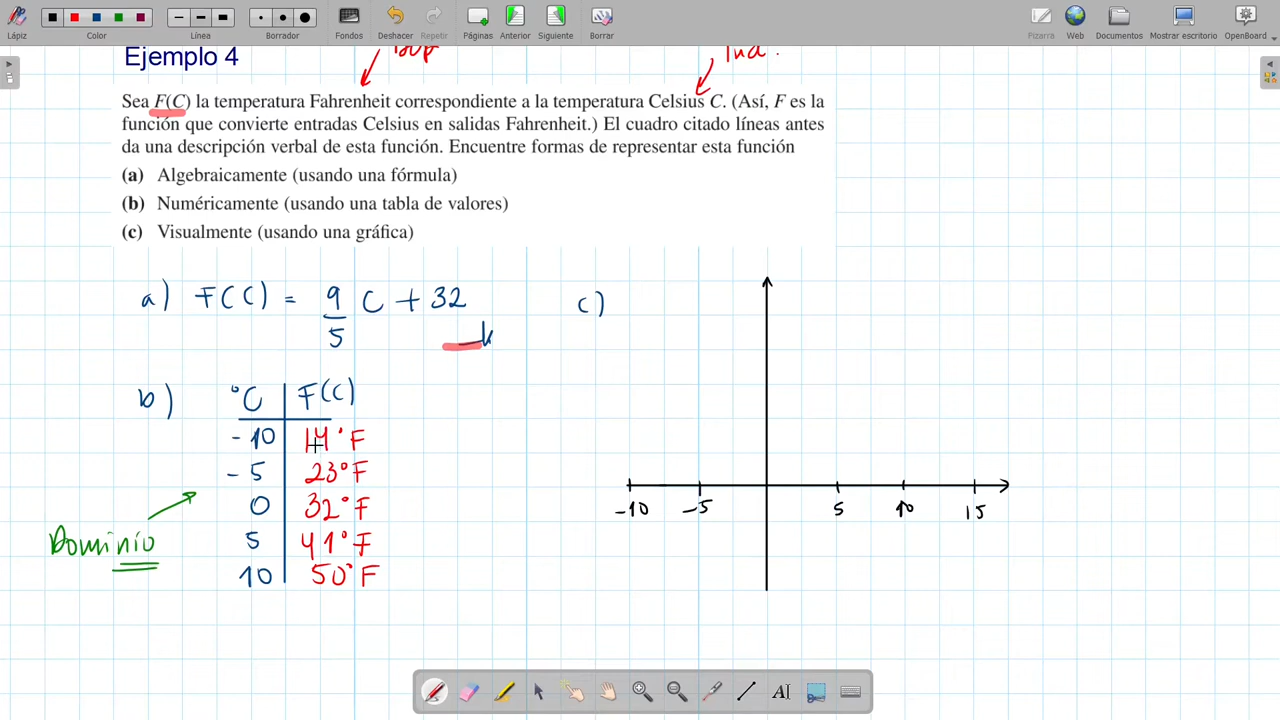 Lápiz Color Línea Borrador Fondos Deshacer Repetir Páginas Anterior Siguiente Borrar Pizarra Web Documentos Mostrar escritorio OpenBoard
Ejemplo 4
Ind.
Sea F(C) la temperatura Fahrenheit correspondiente a la temperatura Celsius C. (Así, F es la
función que convierte entradas Celsius en salidas Fahrenheit.) El cuadro citado líneas antes
da una descripción verbal de esta función. Encuentre formas de representar esta función
(a) Algebraicamente (usando una fórmula)
(b) Numéricamente (usando una tabla de valores)
(c) Visualmente (usando una gráfica)
a) F(C) = 9/5 C + 32
b) °C F(C)
-10 14°F
-5 23°F
0 32°F
5 41°F
10 50°F
Dominio
c)
-10 -5 5 10 15